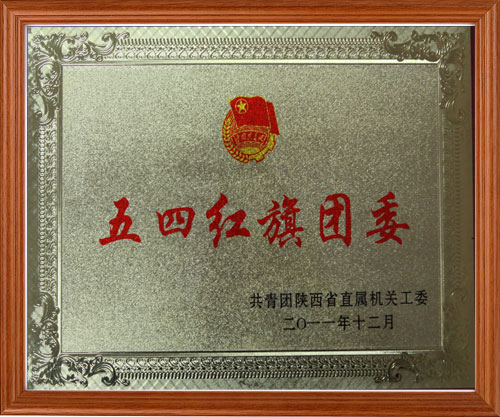 五四红旗团委
共青团陕西省直属机关工委
二〇一一年十二月